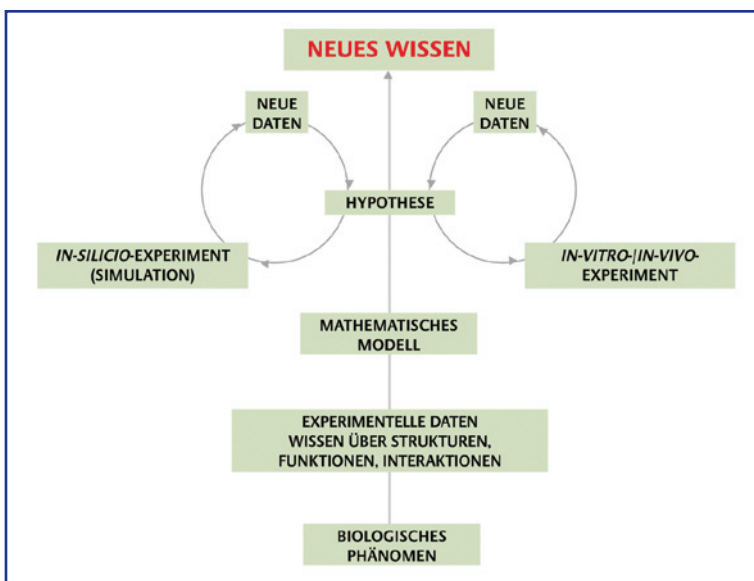 NEUES WISSEN
NEUE
DATEN
NEUE
DATEN
HYPOTHESE
IN-SILICIO-EXPERIMENT
(SIMULATION)
IN-VITRO-|IN-VIVO-
EXPERIMENT
MATHEMATISCHES
MODELL
EXPERIMENTELLE DATEN
WISSEN ÜBER STRUKTUREN,
FUNKTIONEN, INTERAKTIONEN
BIOLOGISCHES
PHÄNOMEN